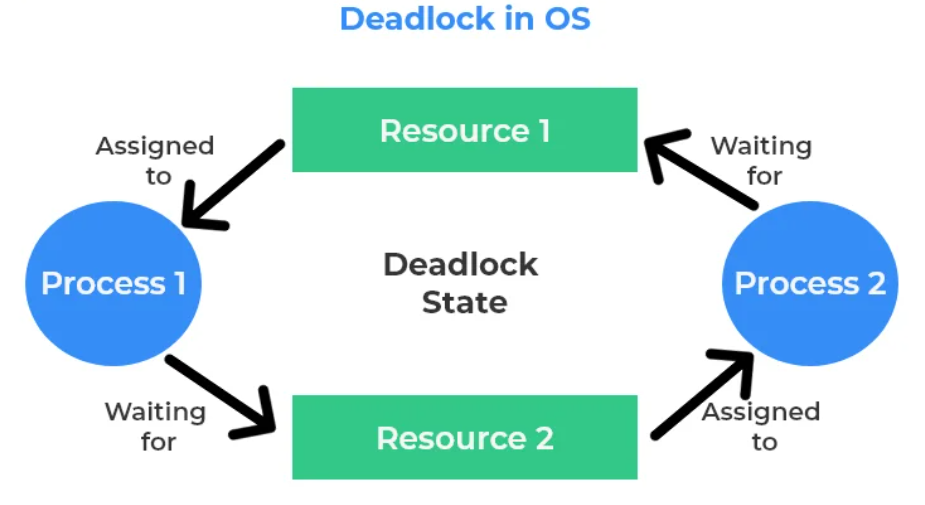 Deadlock in OS
Resource 1
Assigned
to
Waiting
for
Process 1
Deadlock
State
Process 2
Waiting
for
Resource 2
Assigned
to